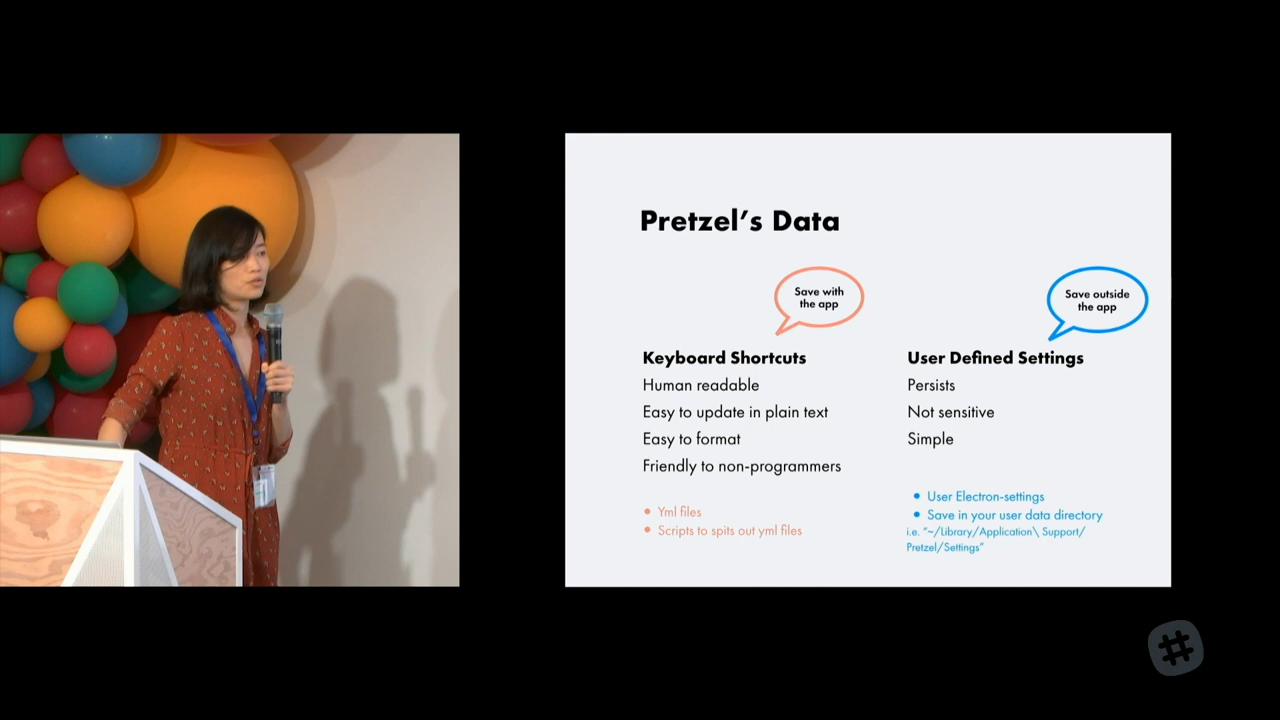 Pretzel's Data
Save with
the app
Keyboard Shortcuts
Human readable
Easy to update in plain text
Easy to format
Friendly to non-programmers
• Yml files
• Scripts to spits out yml files
Save outside
the app
User Defined Settings
Persists
Not sensitive
Simple
• User Electron-settings
• Save in your user data directory
i.e. "~/Library/Application\ Support/
Pretzel/Settings"